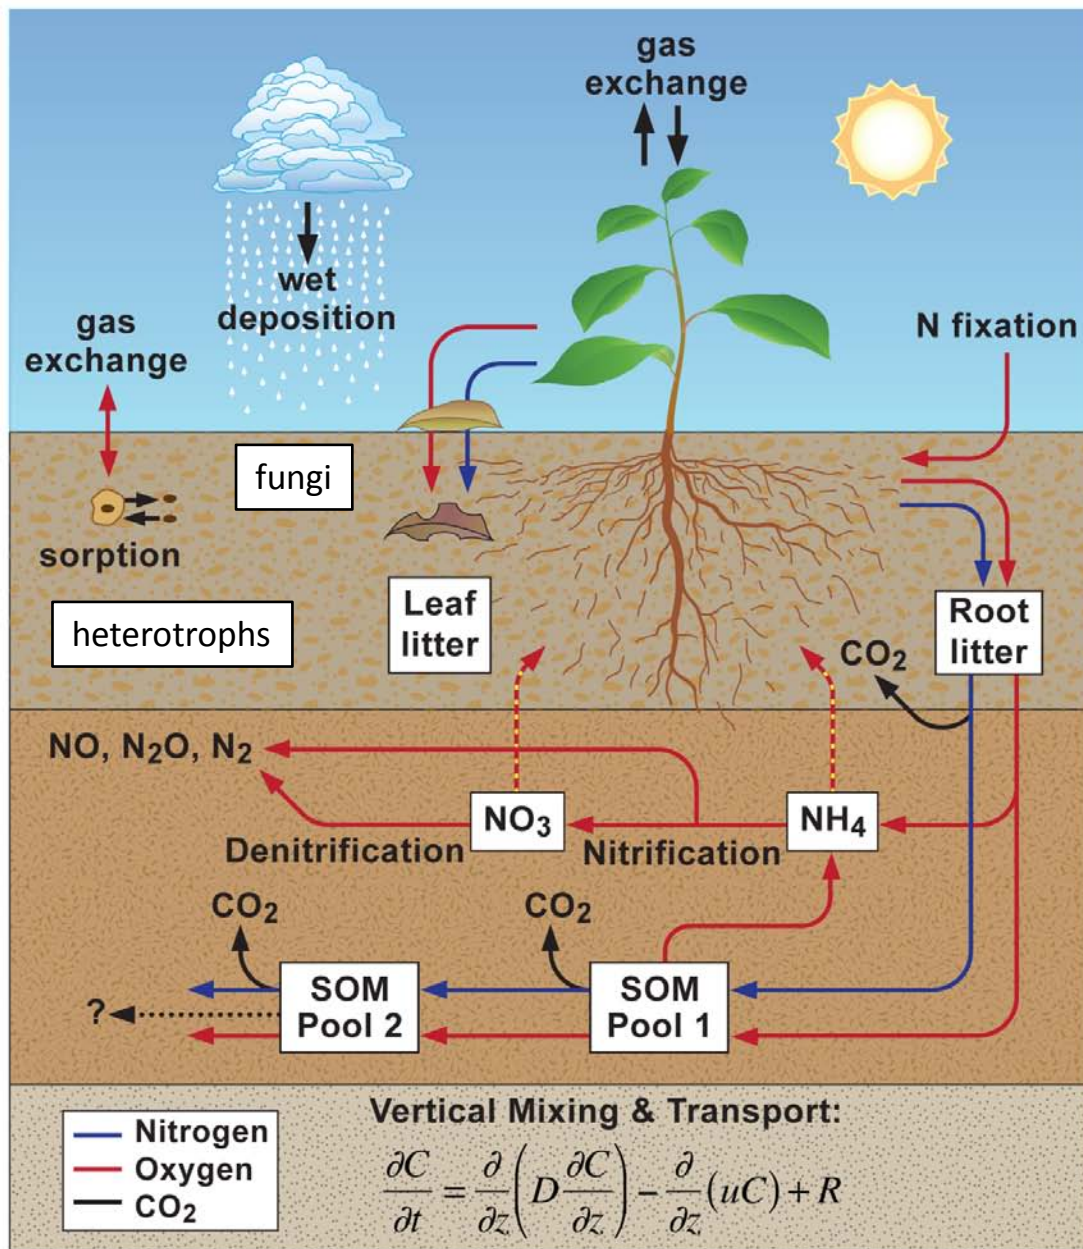 gas
exchange
wet
deposition
gas
exchange
N fixation
fungi
sorption
heterotrophs
Leaf
litter
Root
litter
CO₂
NO, N₂O, N₂
NO₃
NH₄
Denitrification
Nitrification
CO₂
CO₂
SOM
Pool 2
SOM
Pool 1
?
Nitrogen
Oxygen
CO₂
Vertical Mixing & Transport:
∂C/∂t = ∂/∂z (D ∂C/∂z) − ∂/∂z (uC) + R